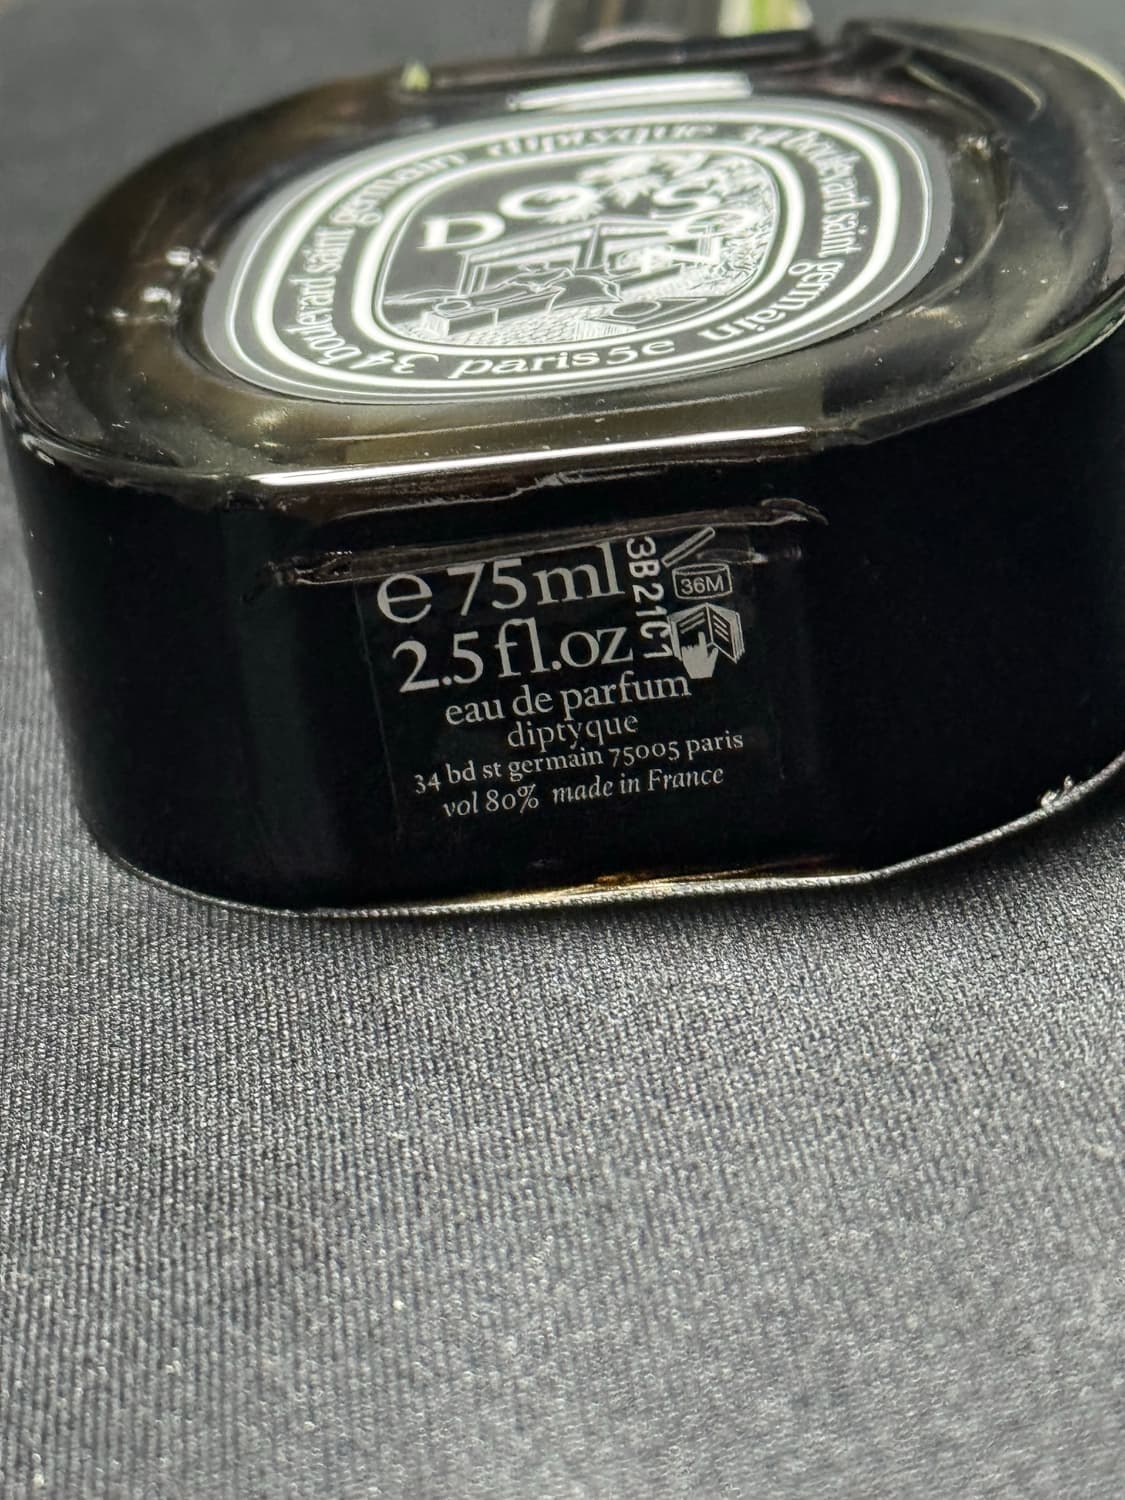 34 boulevard saint germain diptyque 34 boulevard saint germain
paris 5e
DO SON
e 75ml
2.5 fl.oz
3B21C1
36M
eau de parfum
diptyque
34 bd st germain 75005 paris
vol 80% made in France